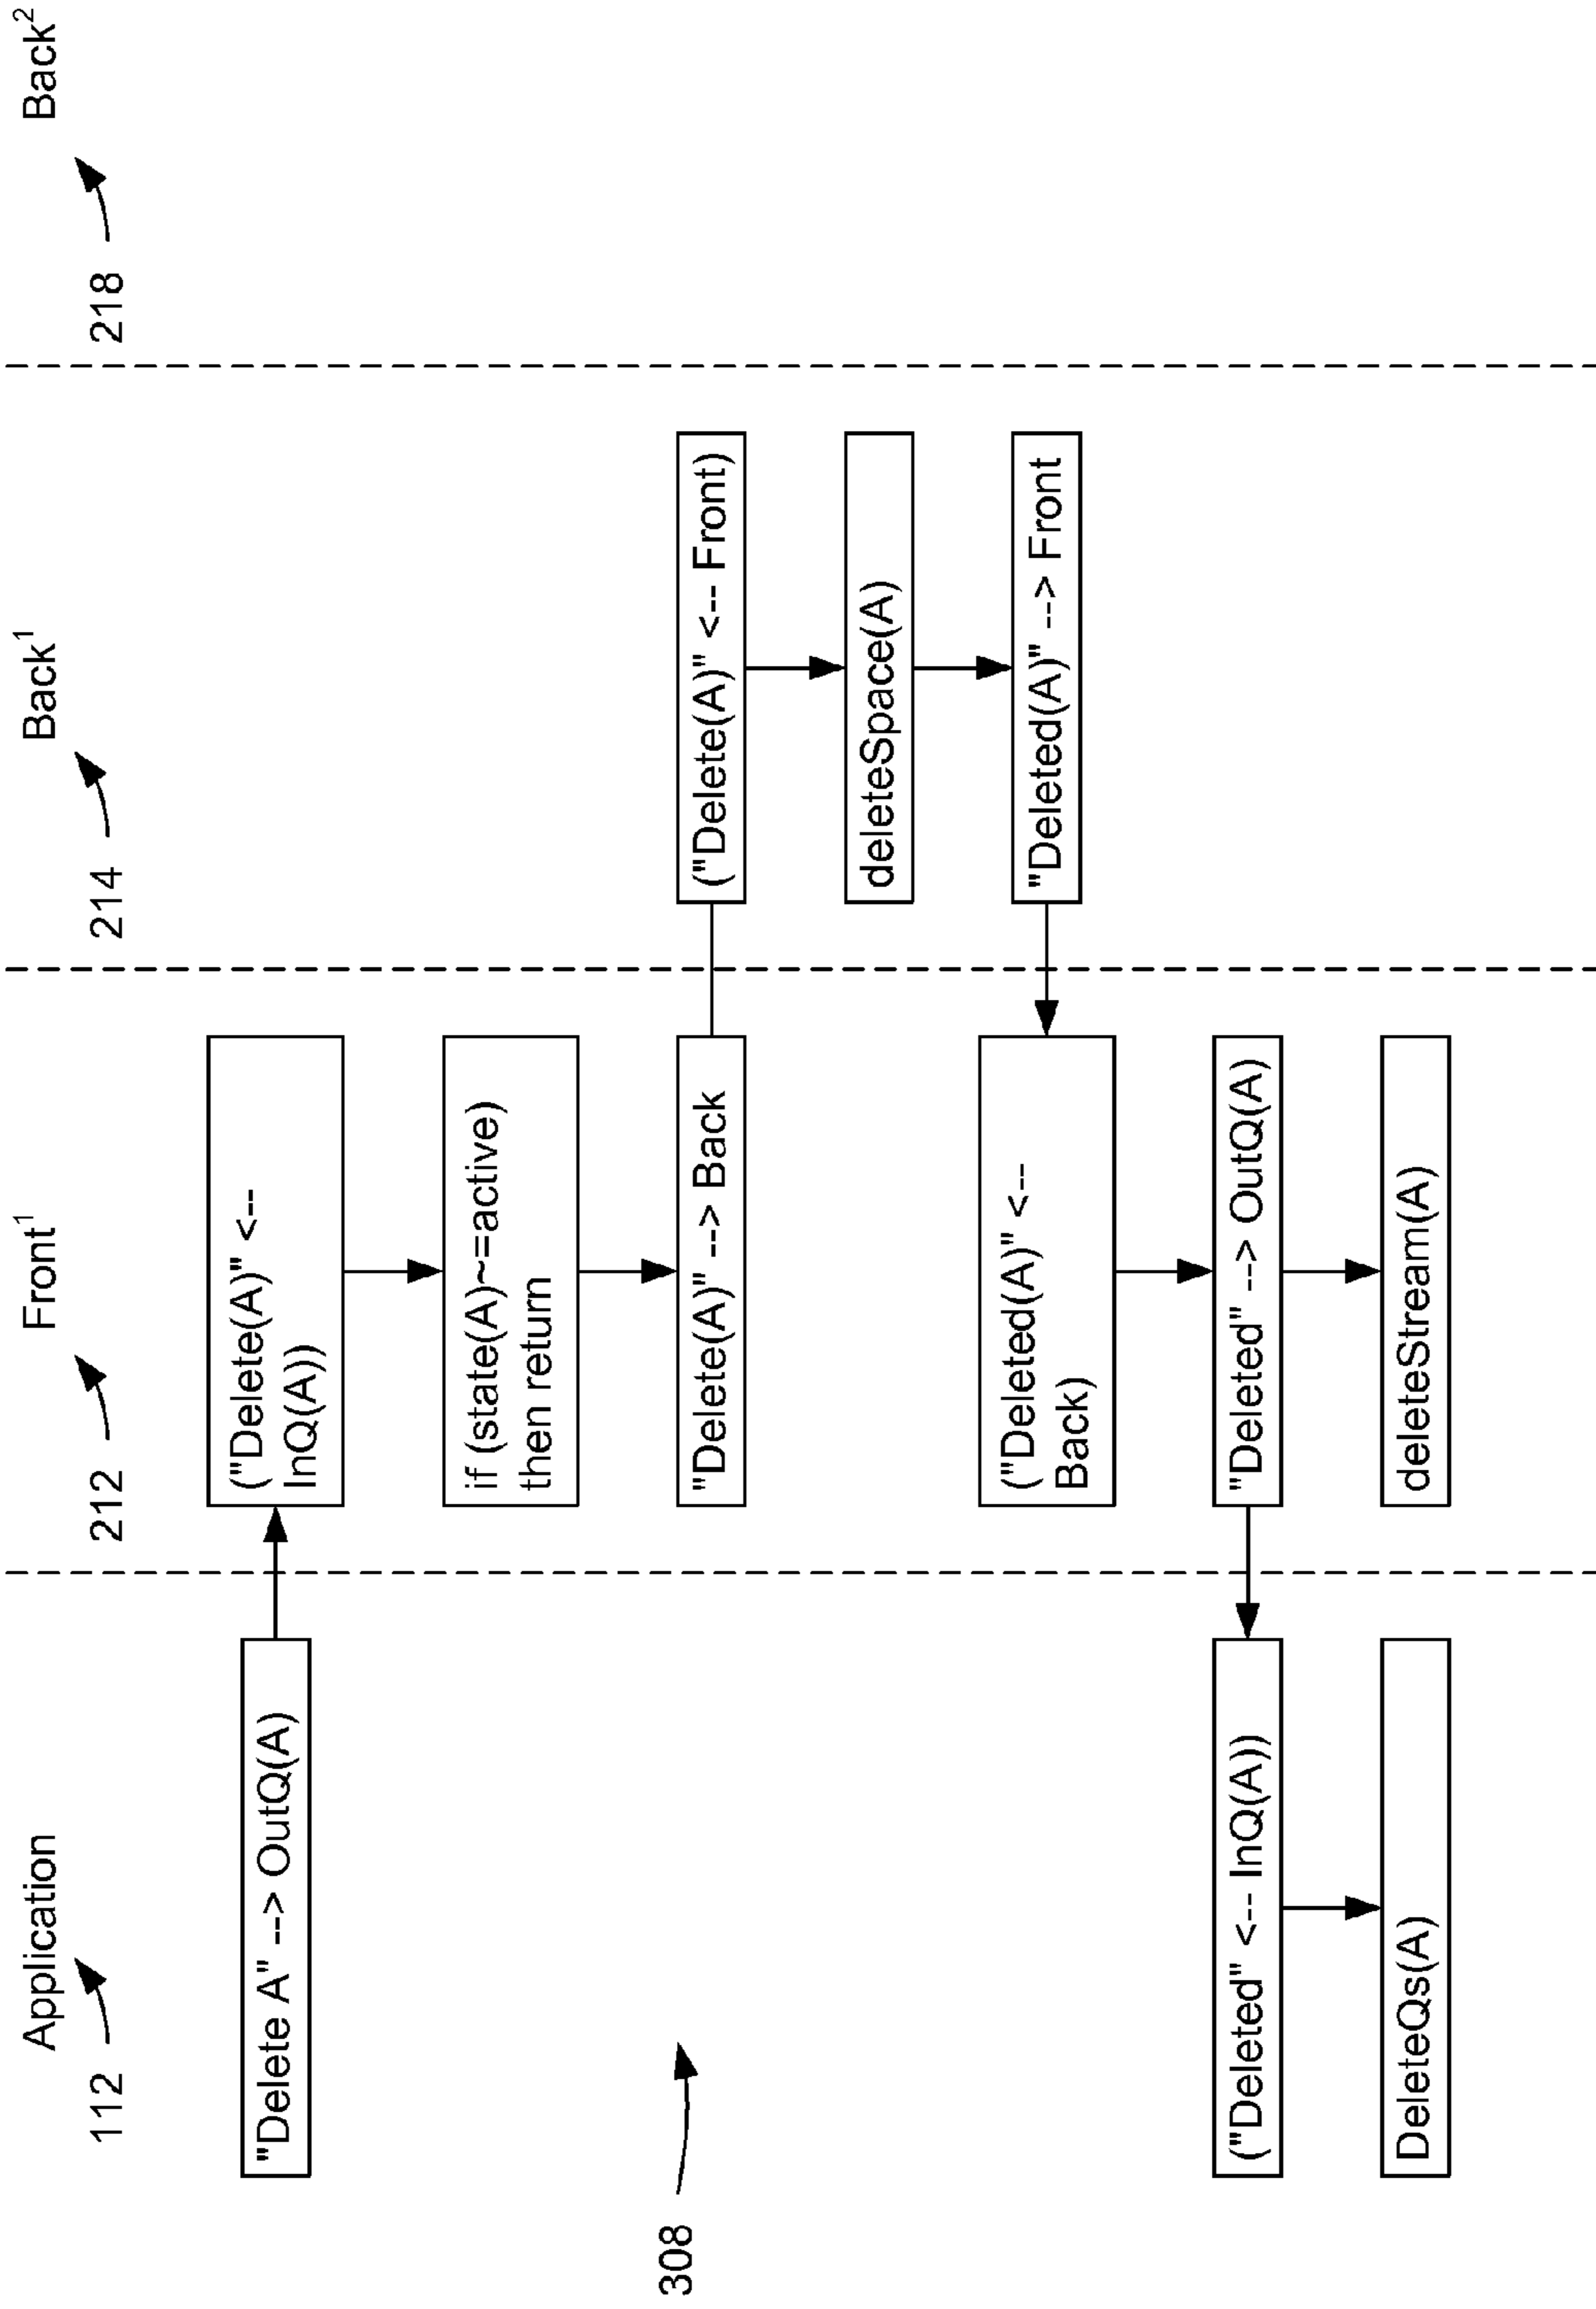 Application
Front1
Back1
Back2
112
212
214
218
"Delete A" --> OutQ(A)
("Delete(A)" <--
InQ(A))
if (state(A)~=active)
then return
"Delete(A)" --> Back
("Delete(A)" <-- Front)
deleteSpace(A)
"Deleted(A)" --> Front
("Deleted(A)" <--
Back)
"Deleted" --> OutQ(A)
deleteStream(A)
("Deleted" <-- InQ(A))
DeleteQs(A)
308